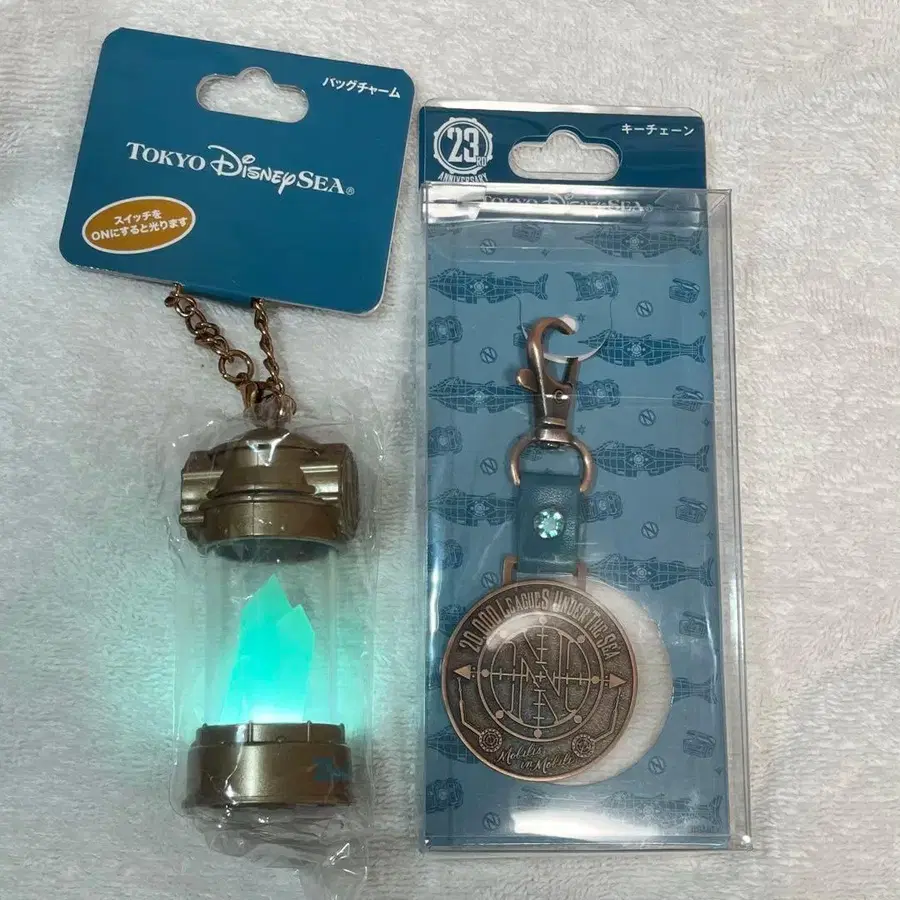 バッグチャーム
TOKYO DISNEYSEA®
スイッチを
ONにすると光ります
23RD
ANNIVERSARY
キーチェーン
TOKYO DISNEYSEA®
20,000 LEAGUES UNDER THE SEA
Mobilis
in Mobile